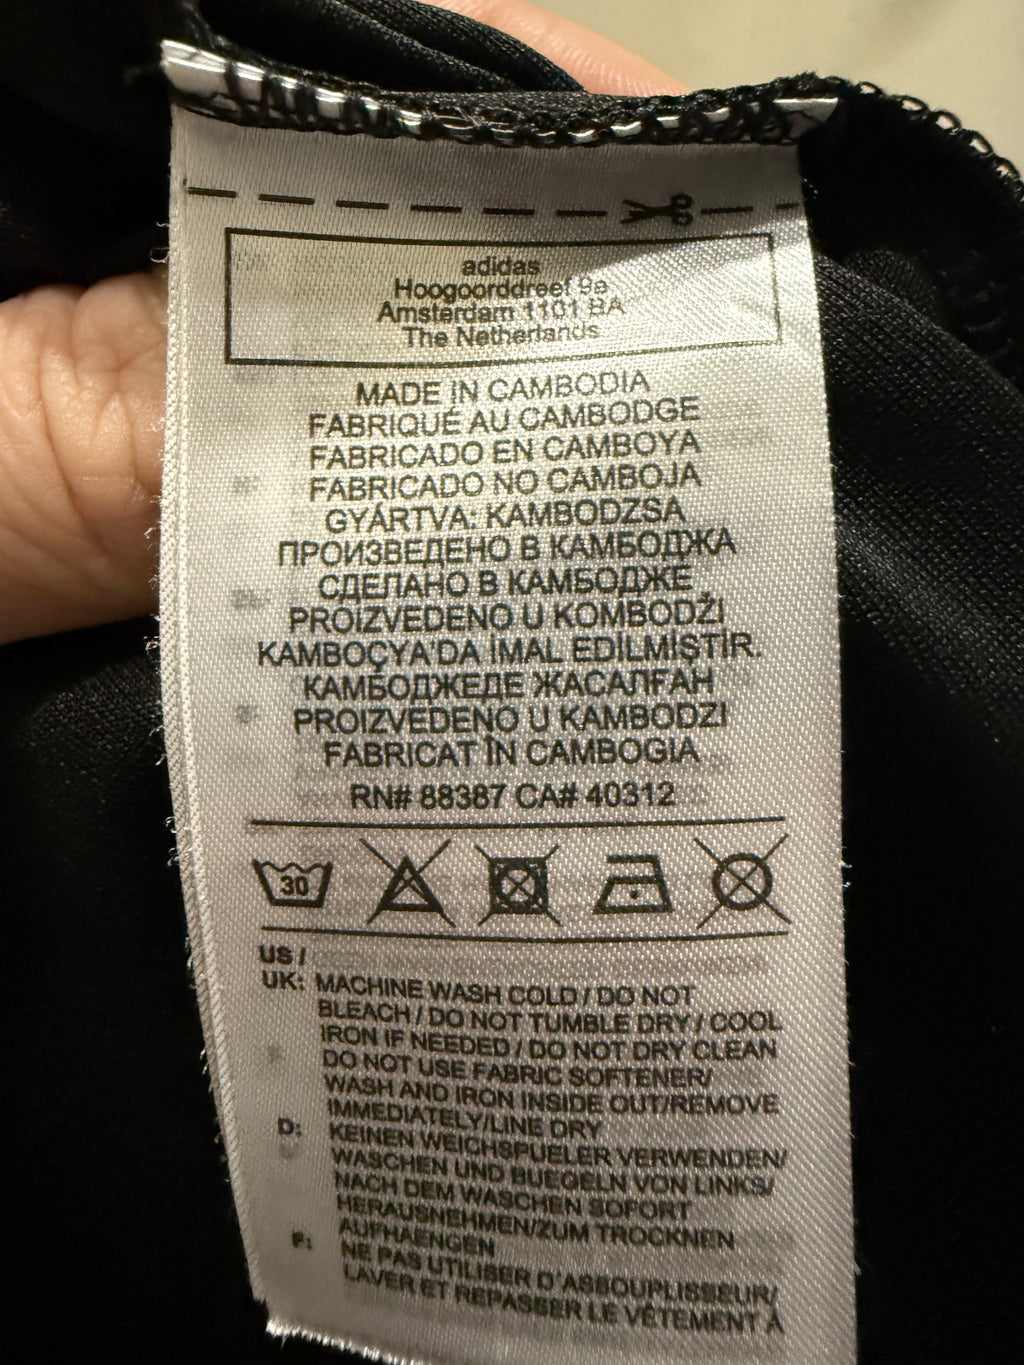 adidas
Hoogoorddreef 9a
Amsterdam 1101 BA
The Netherlands
MADE IN CAMBODIA
FABRIQUÉ AU CAMBODGE
FABRICADO EN CAMBOYA
FABRICADO NO CAMBOJA
GYÁRTVA: KAMBODZSA
ПРОИЗВЕДЕНО В КАМБОДЖА
СДЕЛАНО В КАМБОДЖЕ
PROIZVEDENO U KOMBODŽI
KAMBOÇYA'DA İMAL EDİLMİŞTİR.
КАМБОДЖЕДЕ ЖАСАЛҒАН
PROIZVEDENO U KAMBODZI
FABRICAT ÎN CAMBOGIA
RN# 88387 CA# 40312
30
US /
UK: MACHINE WASH COLD / DO NOT
BLEACH / DO NOT TUMBLE DRY / COOL
IRON IF NEEDED / DO NOT DRY CLEAN
DO NOT USE FABRIC SOFTENER/
WASH AND IRON INSIDE OUT/REMOVE
IMMEDIATELY/LINE DRY
D: KEINEN WEICHSPUELER VERWENDEN/
WASCHEN UND BUEGELN VON LINKS/
NACH DEM WASCHEN SOFORT
HERAUSNEHMEN/ZUM TROCKNEN
AUFHAENGEN
F: NE PAS UTILISER D'ASSOUPLISSEUR/
LAVER ET REPASSER LE VÊTEMENT À